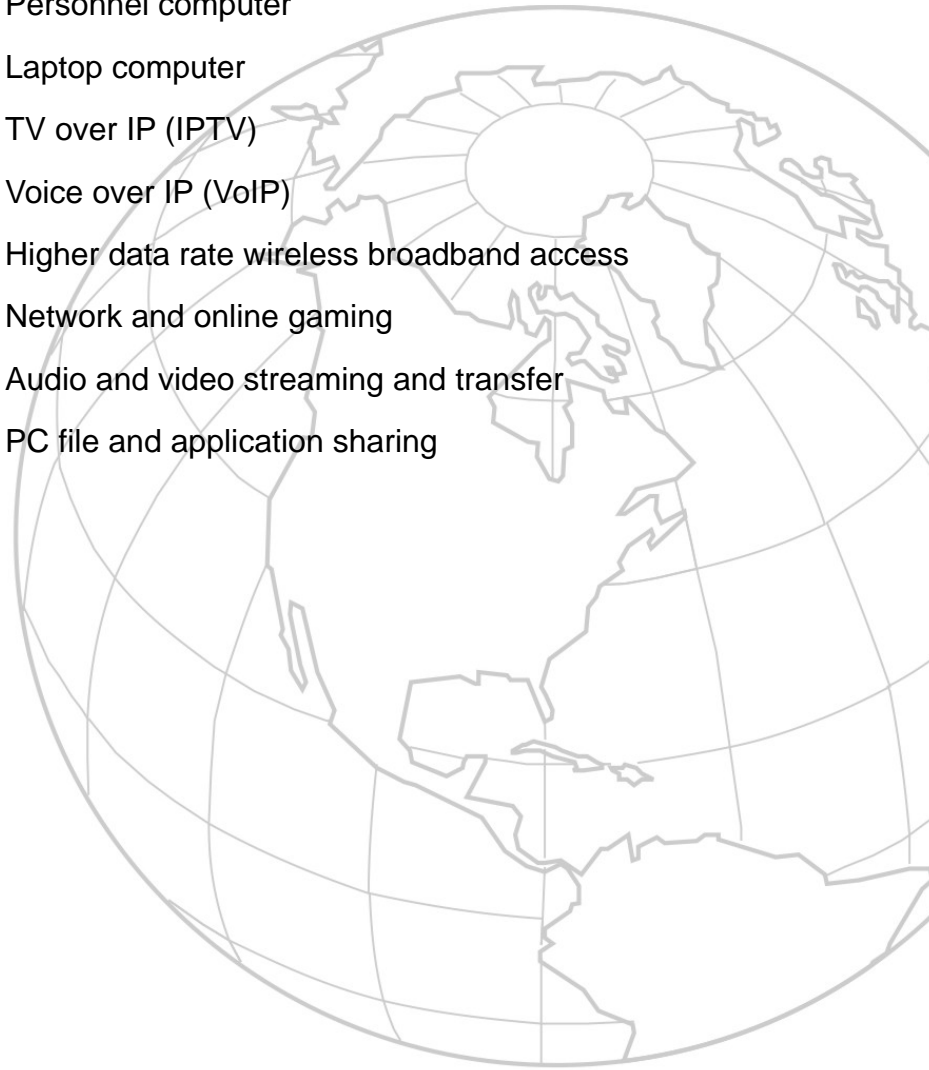 Personnel computer
Laptop computer
TV over IP (IPTV)
Voice over IP (VoIP)
Higher data rate wireless broadband access
Network and online gaming
Audio and video streaming and transfer
PC file and application sharing